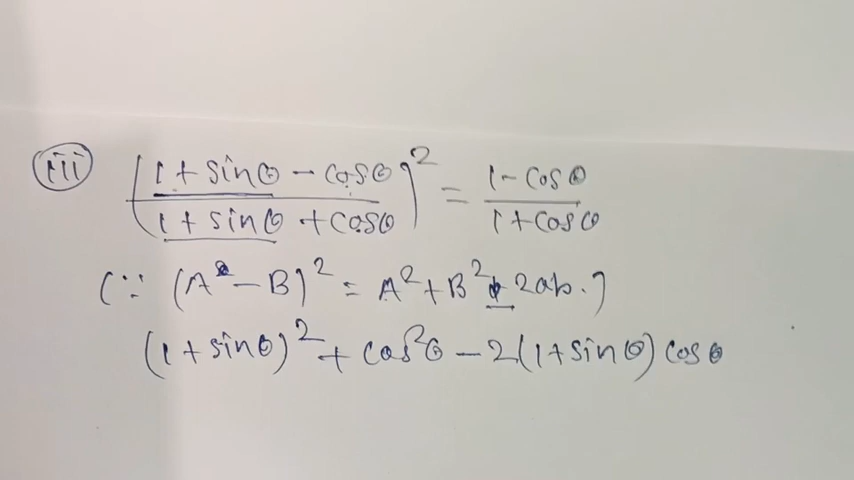 (iii) ((1 + sinθ - cosθ)/(1 + sinθ + cosθ))² = (1 - cosθ)/(1 + cosθ)
(∵ (A - B)² = A² + B² - 2ab.)
(1 + sinθ)² + cos²θ - 2(1 + sinθ) cosθ